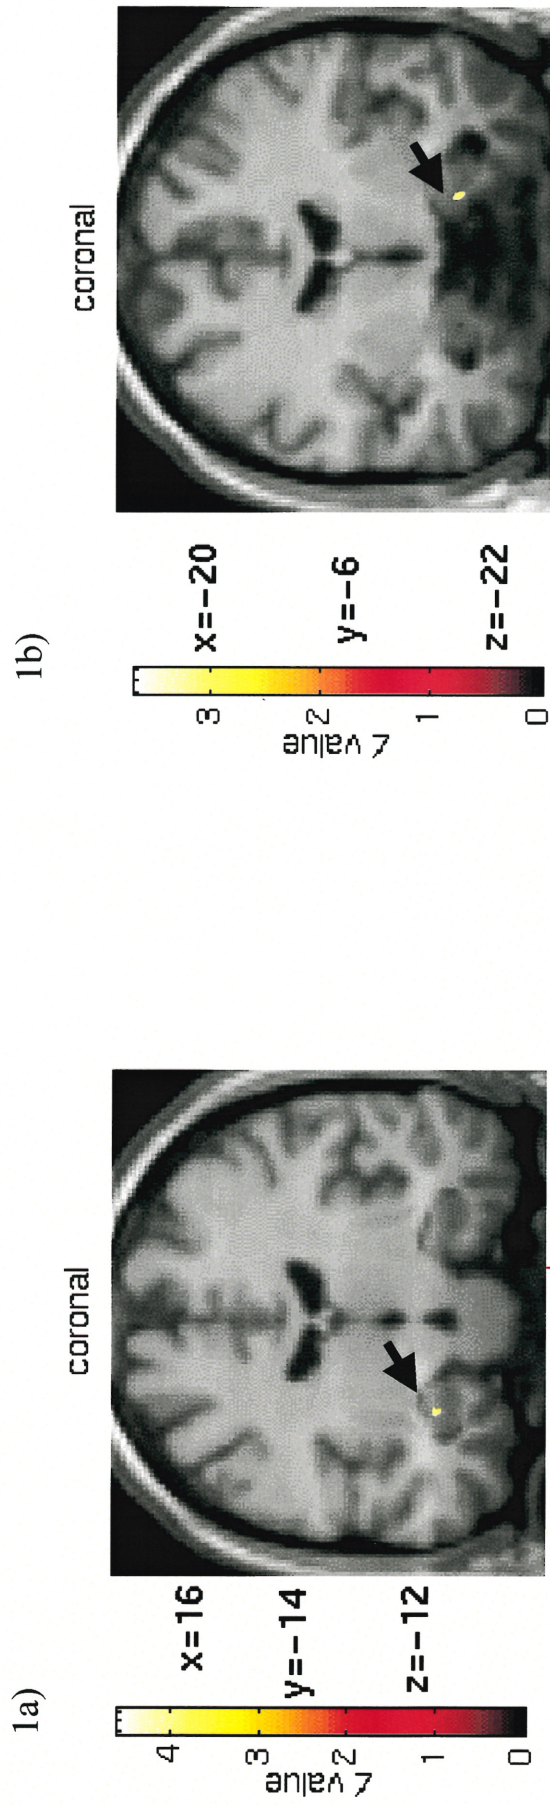 1a)
coronal
x=16
y=-14
z=-12
4
3
2
1
0
Z value
1b)
coronal
x=-20
y=-6
z=-22
3
2
1
0
Z value